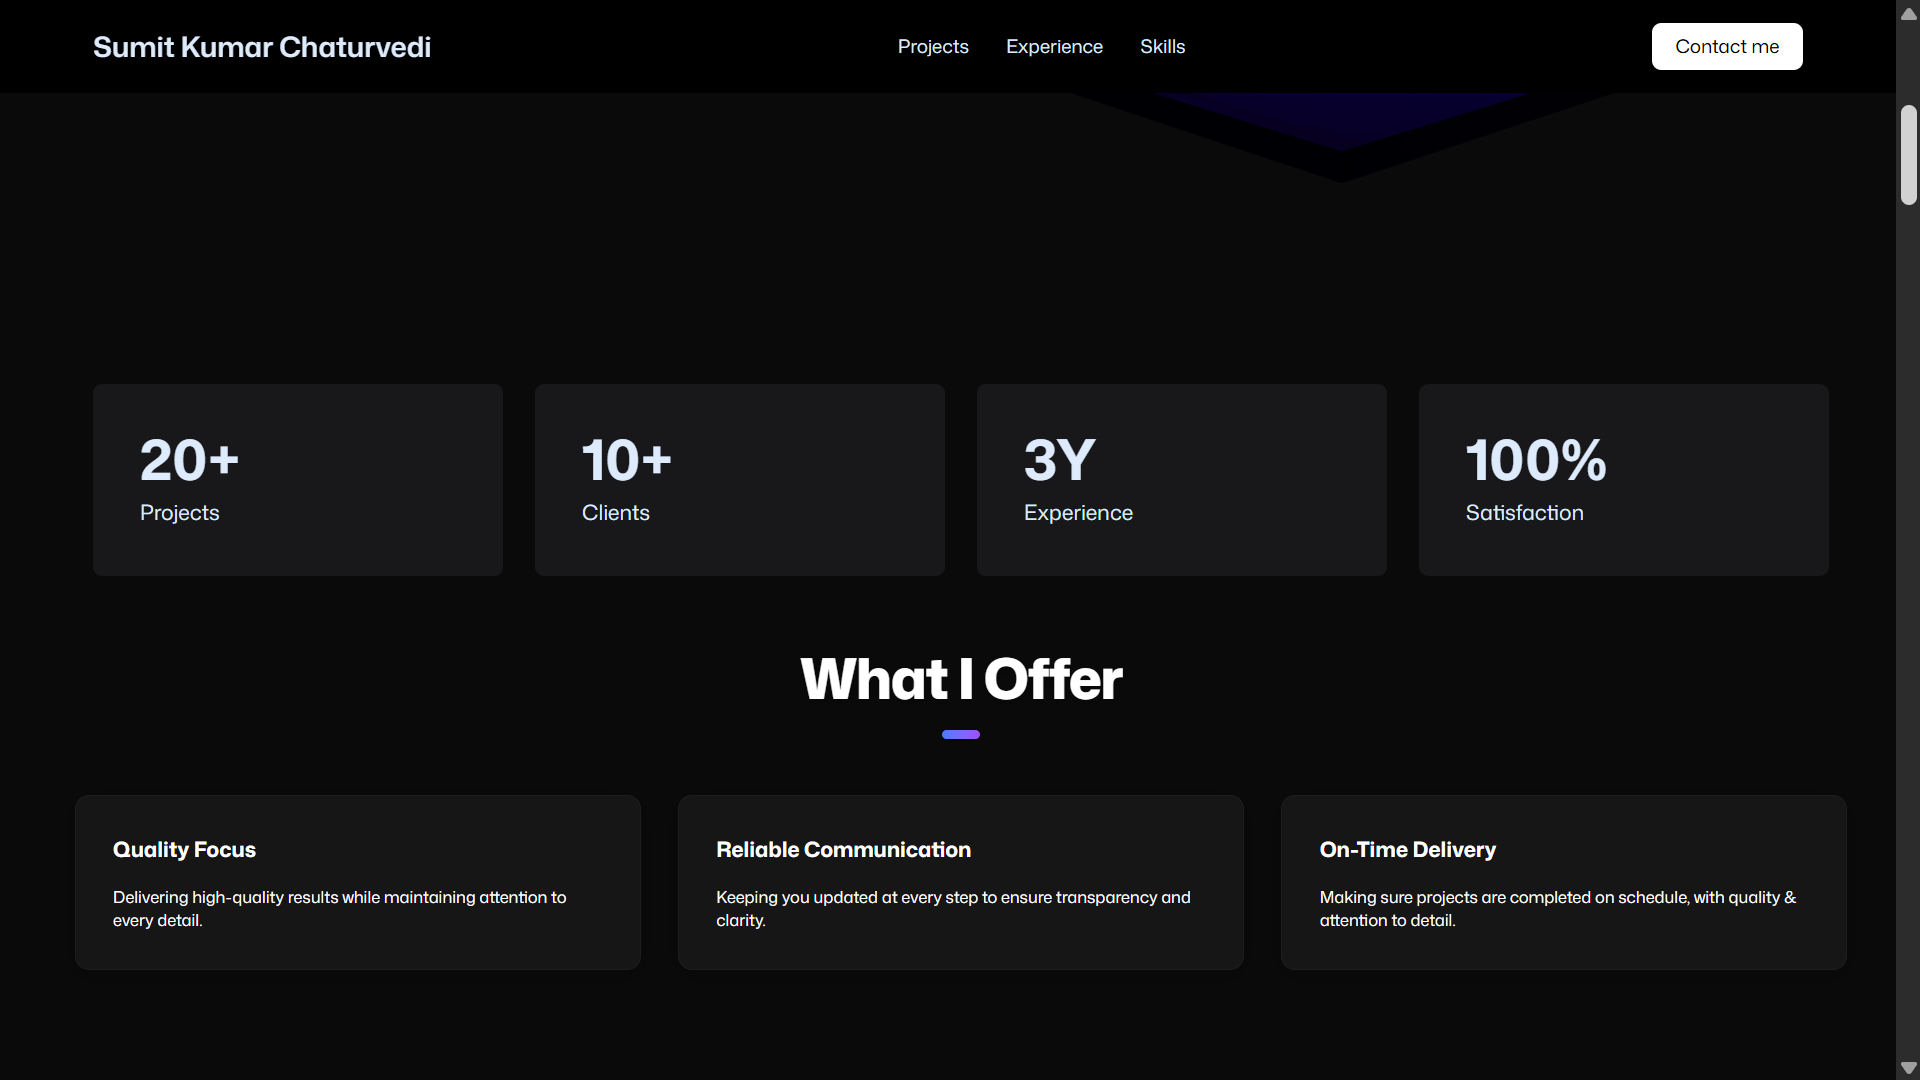 Sumit Kumar Chaturvedi
Projects
Experience
Skills
Contact me
20+
Projects
10+
Clients
3Y
Experience
100%
Satisfaction
What I Offer
Quality Focus
Delivering high-quality results while maintaining attention to
every detail.
Reliable Communication
Keeping you updated at every step to ensure transparency and
clarity.
On-Time Delivery
Making sure projects are completed on schedule, with quality &
attention to detail.